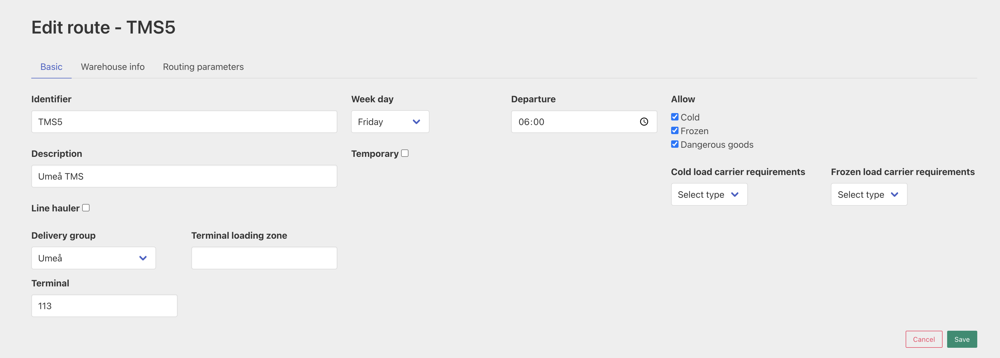 Edit route - TMS5
Basic Warehouse info Routing parameters
Identifier Week day Departure Allow
TMS5 Friday 06:00 Cold
Frozen
Dangerous goods
Description Temporary
Umeå TMS
Cold load carrier requirements Frozen load carrier requirements
Select type Select type
Line hauler
Delivery group Terminal loading zone
Umeå
Terminal
113
Cancel Save